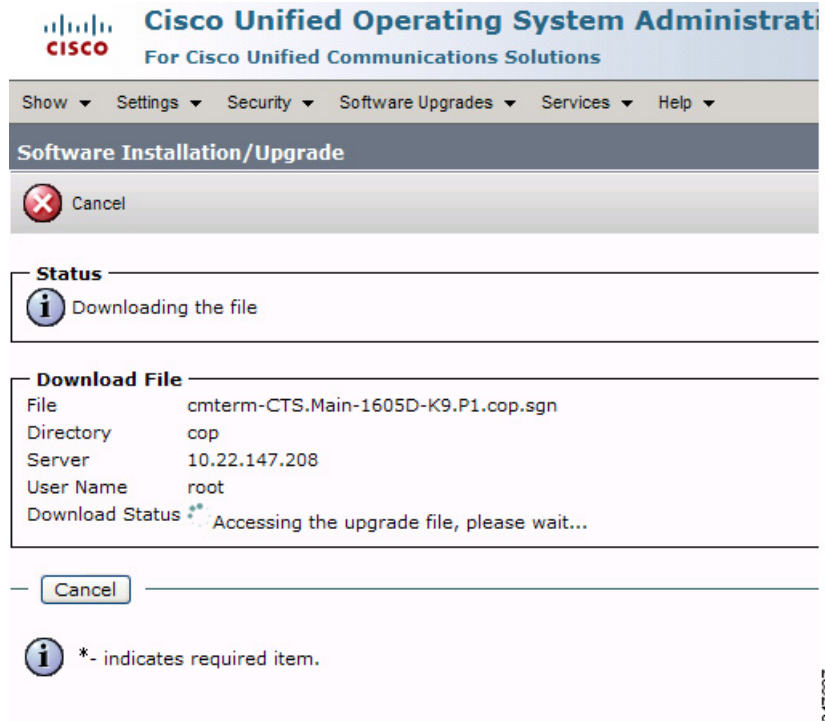 Cisco Unified Operating System Administrati
CISCO
For Cisco Unified Communications Solutions
Show Settings Security Software Upgrades Services Help
Software Installation/Upgrade
Cancel
Status
Downloading the file
Download File
File cmterm-CTS.Main-1605D-K9.P1.cop.sgn
Directory cop
Server 10.22.147.208
User Name root
Download Status Accessing the upgrade file, please wait...
Cancel
*- indicates required item.